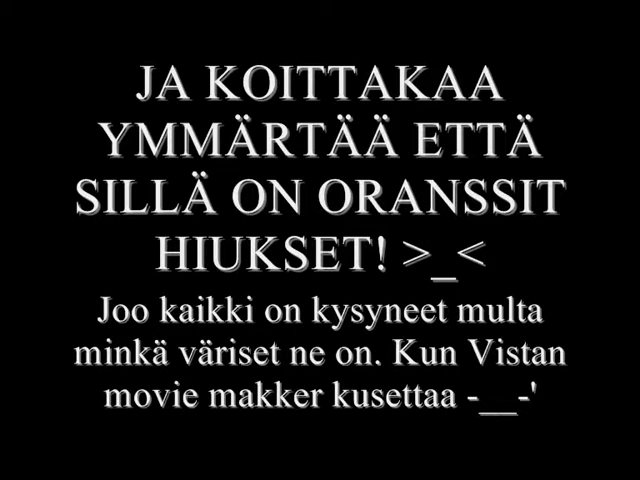 JA KOITTAKAA
YMMÄRTÄÄ ETTÄ
SILLÄ ON ORANSSIT
HIUKSET! >_<
Joo kaikki on kysyneet multa
minkä väriset ne on. Kun Vistan
movie makker kusettaa -__-'